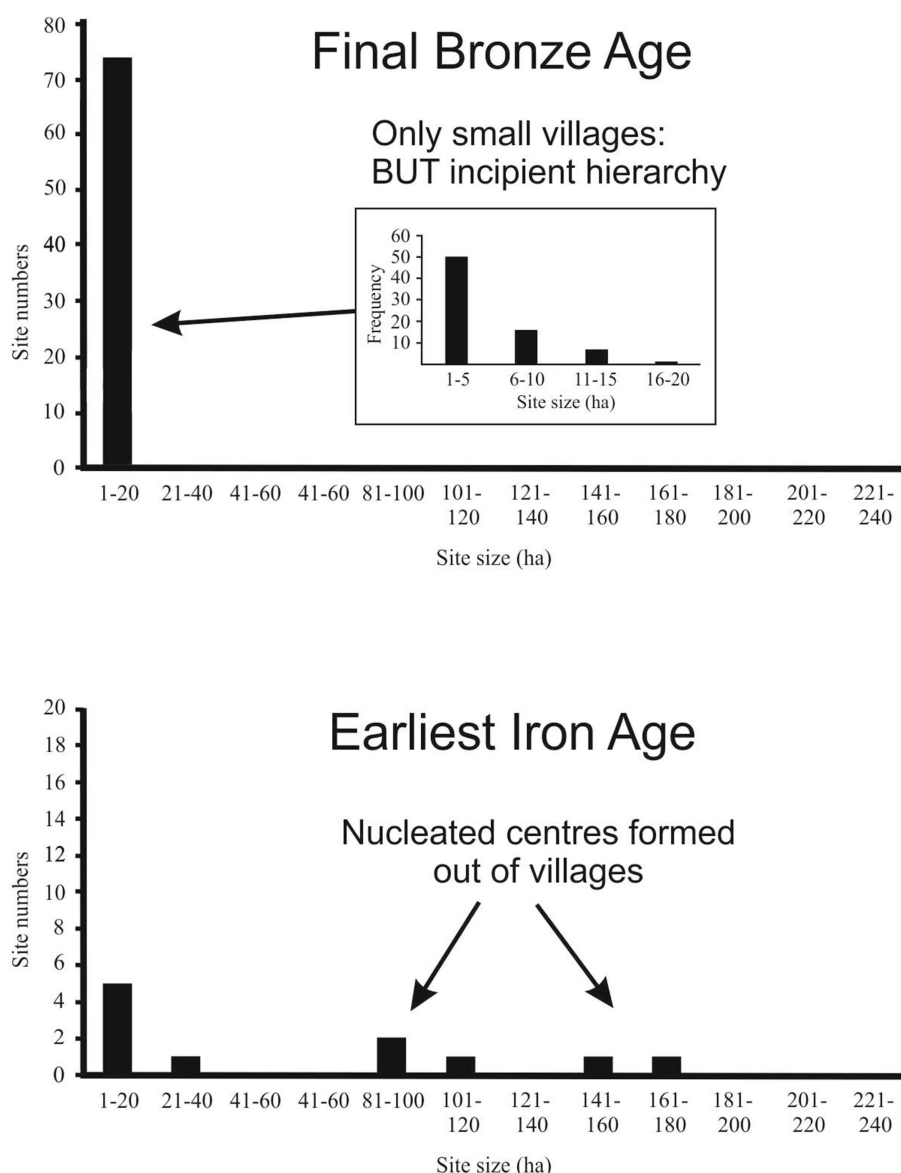 Final Bronze Age
Only small villages:
BUT incipient hierarchy
80
70
60
50
40
30
20
10
0
Site numbers
60
50
40
30
20
10
Frequency
1-5 6-10 11-15 16-20
Site size (ha)
1-20 21-40 41-60 41-60 81-100 101- 121- 141- 161- 181- 201- 221-
120 140 160 180 200 220 240
Site size (ha)
Earliest Iron Age
Nucleated centres formed
out of villages
20
18
16
14
12
10
8
6
4
2
0
Site numbers
1-20 21-40 41-60 41-60 81-100 101- 121- 141- 161- 181- 201- 221-
120 140 160 180 200 220 240
Site size (ha)